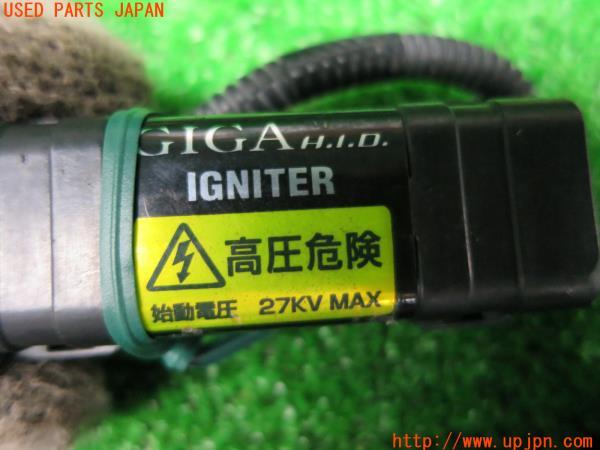 USED PARTS JAPAN
GIGA H.I.D.
IGNITER
高圧危険
始動電圧 27KV MAX
http://www.upjpn.com/